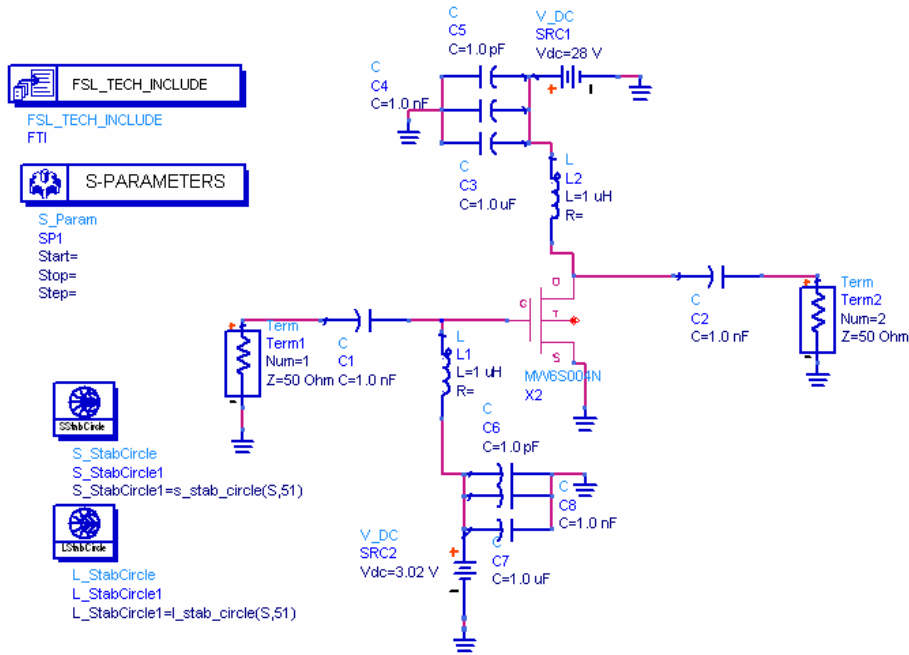 C
C5
C=1.0 pF
V_DC
SRC1
Vdc=28 V
+
-
C
C4
C=1.0 nF
C
C3
C=1.0 uF
L
L2
L=1 uH
R=
FSL_TECH_INCLUDE
FSL_TECH_INCLUDE
FTI
S-PARAMETERS
S_Param
SP1
Start=
Stop=
Step=
D
G
T
S
MW6S004N
X2
C
C2
C=1.0 nF
+
Term
Term2
Num=2
Z=50 Ohm
-
+
Term
Term1
Num=1
Z=50 Ohm
-
C
C1
C=1.0 nF
L
L1
L=1 uH
R=
C
C6
C=1.0 pF
C
C8
C=1.0 nF
C
C7
C=1.0 uF
V_DC
SRC2
Vdc=3.02 V
+
-
SStabCircle
S_StabCircle
S_StabCircle1
S_StabCircle1=s_stab_circle(S,51)
LStabCircle
L_StabCircle
L_StabCircle1
L_StabCircle1=l_stab_circle(S,51)